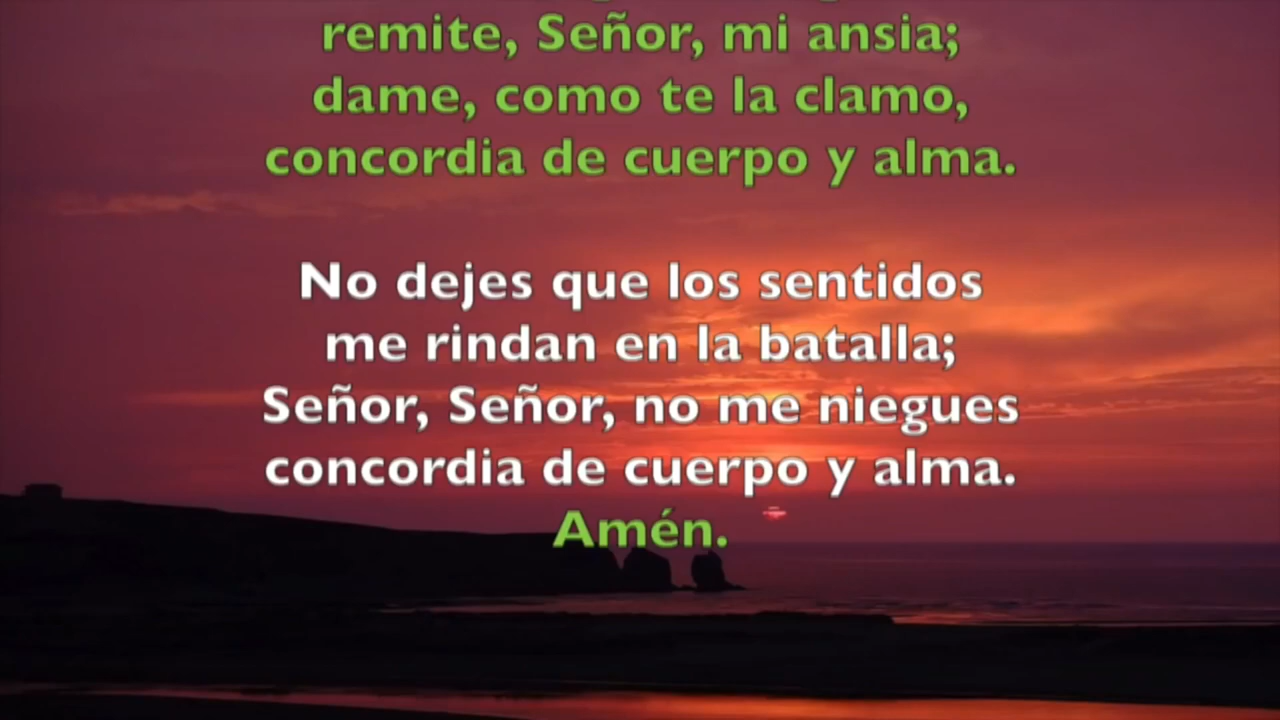 remite, Señor, mi ansia;
dame, como te la clamo,
concordia de cuerpo y alma.
No dejes que los sentidos
me rindan en la batalla;
Señor, Señor, no me niegues
concordia de cuerpo y alma.
Amén.